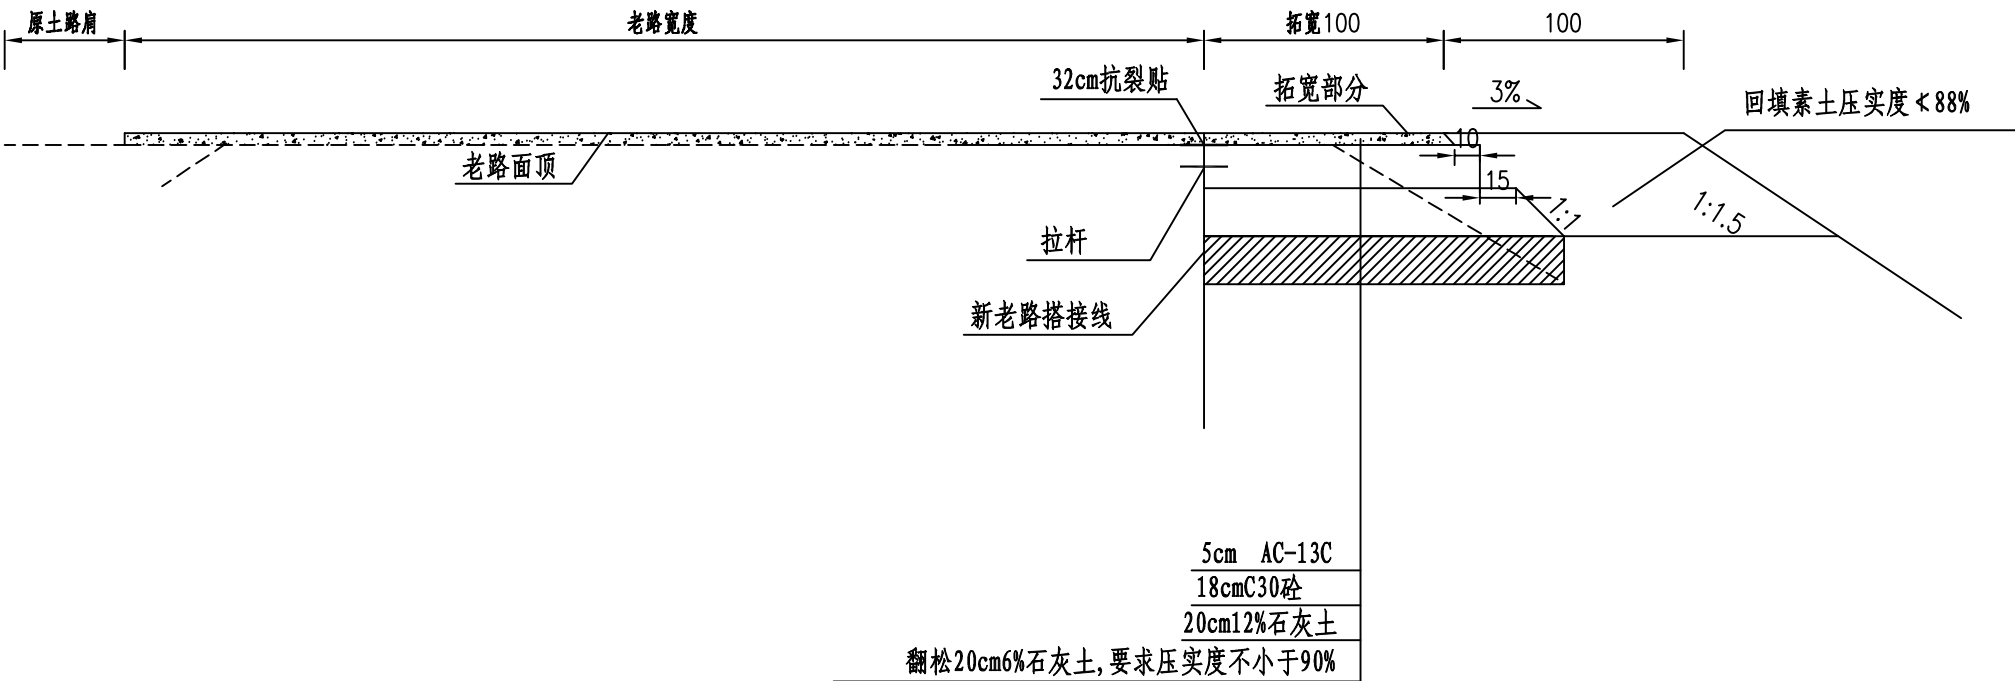 原土路肩
老路宽度
拓宽100
100
32cm抗裂贴
拓宽部分
3%
回填素土压实度≮88%
10
老路面顶
15
1:1
1:1.5
拉杆
新老路搭接线
5cm AC-13C
18cmC30砼
20cm12%石灰土
翻松20cm6%石灰土,要求压实度不小于90%